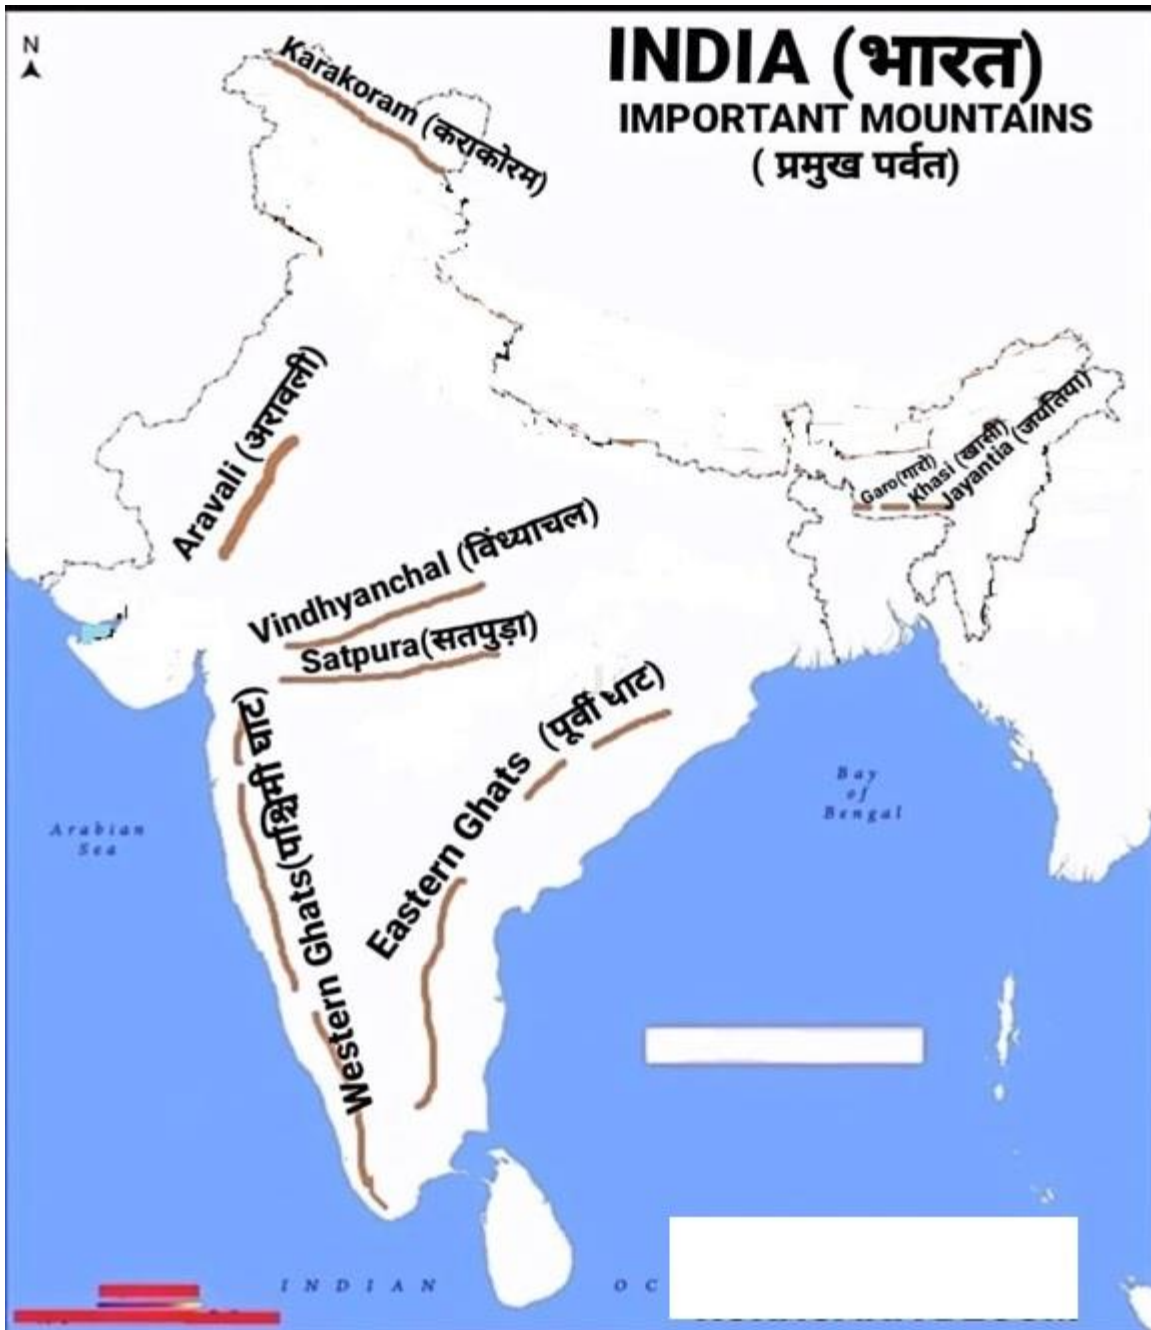 N
INDIA (भारत)
IMPORTANT MOUNTAINS
( प्रमुख पर्वत)
Karakoram (कराकोरम)
Aravali (अरावली)
Garo(गारो)
Khasi (खासी)
Jayantia (जयंतिया)
Vindhyanchal (विंध्याचल)
Satpura(सतपुड़ा)
Eastern Ghats (पूर्वी घाट)
Western Ghats(पश्चिमी घाट)
Bay
of
Bengal
Arabian
Sea
INDIAN OC